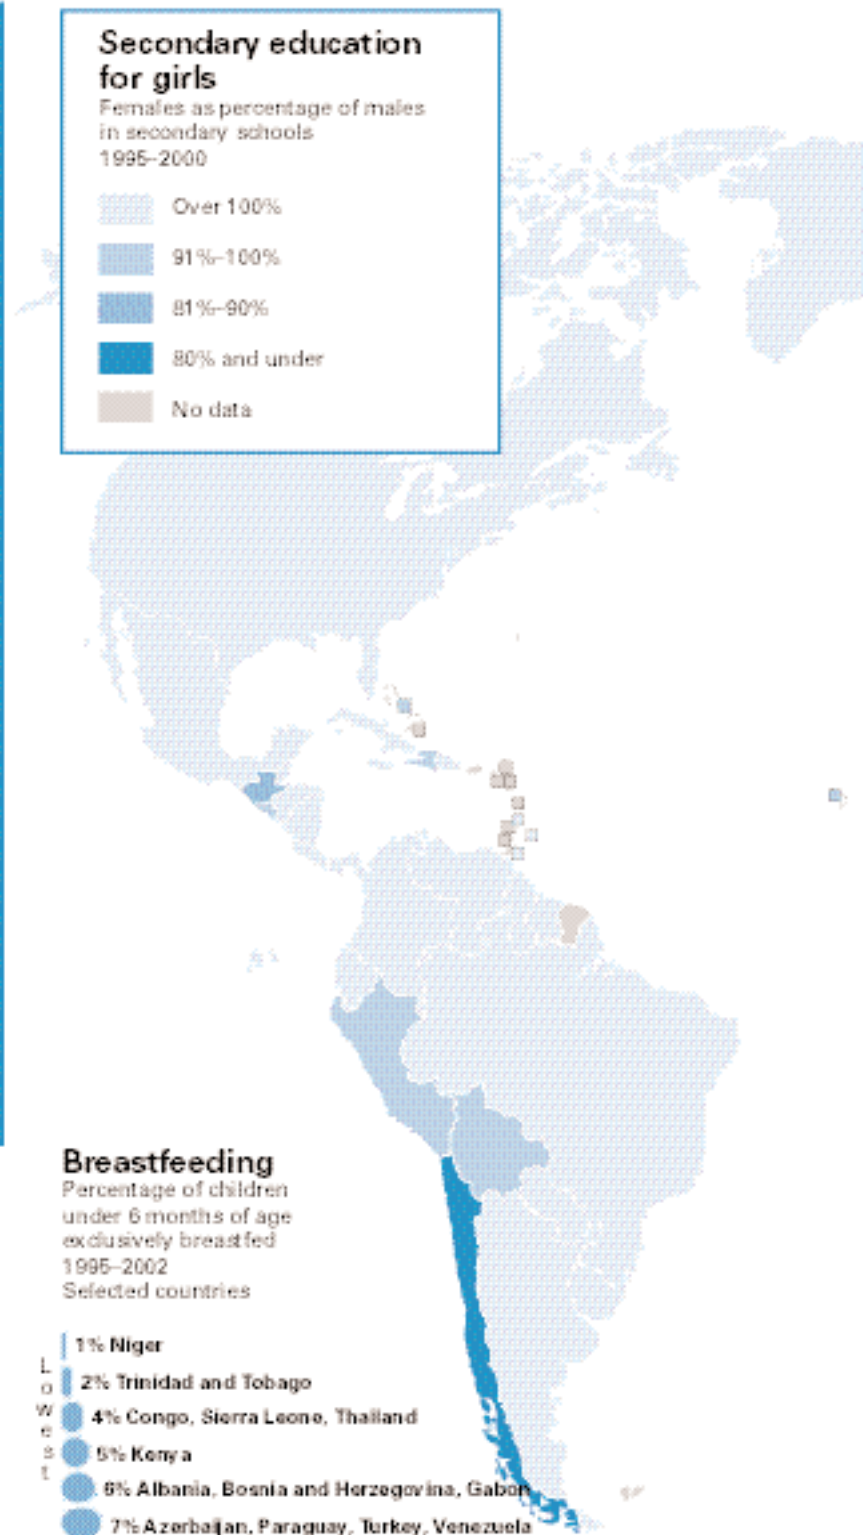 Secondary education
for girls
Females as percentage of males
in secondary schools
1995–2000
Over 100%
91%–100%
81%–90%
80% and under
No data
Breastfeeding
Percentage of children
under 6 months of age
exclusively breastfed
1995–2002
Selected countries
Lowest
1% Niger
2% Trinidad and Tobago
4% Congo, Sierra Leone, Thailand
5% Kenya
6% Albania, Bosnia and Herzegovina, Gabon
7% Azerbaijan, Paraguay, Turkey, Venezuela